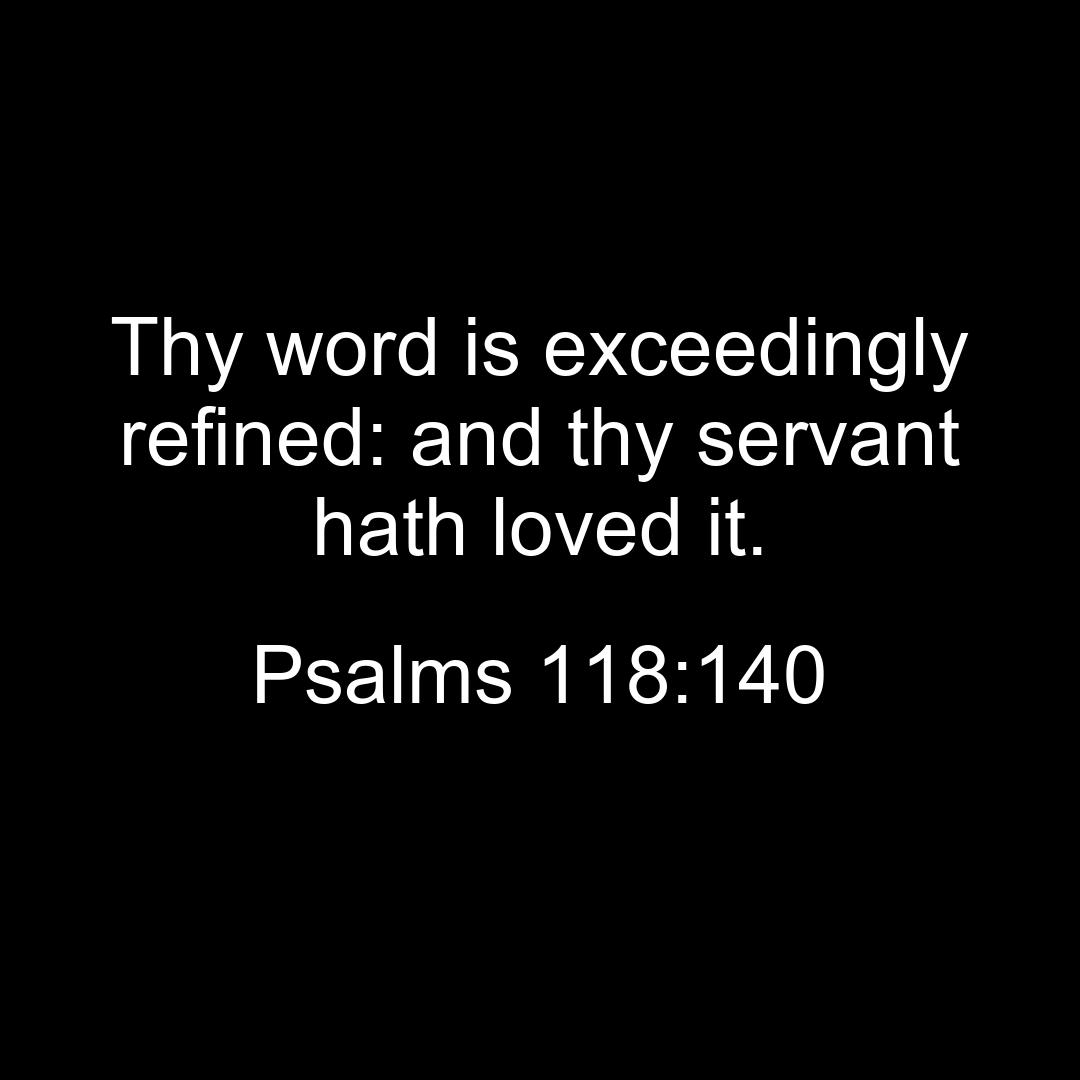 Thy word is exceedingly
refined: and thy servant
hath loved it.
Psalms 118:140